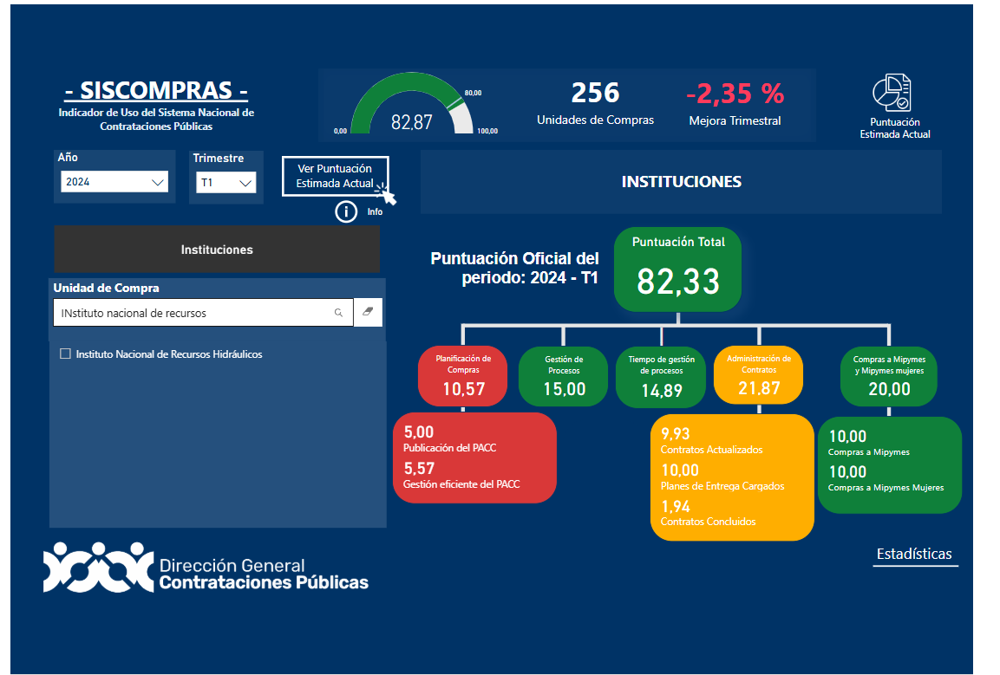 - SISCOMPRAS -
Indicador de Uso del Sistema Nacional de
Contrataciones Públicas
0,00
82,87
80,00
100,00
256
Unidades de Compras
-2,35 %
Mejora Trimestral
Puntuación
Estimada Actual
Año
2024
Trimestre
T1
Ver Puntuación
Estimada Actual
i
Info
INSTITUCIONES
Instituciones
Unidad de Compra
INstituto nacional de recursos
Instituto Nacional de Recursos Hidráulicos
Puntuación Oficial del
periodo: 2024 - T1
Puntuación Total
82,33
Planificación de
Compras
10,57
Gestión de
Procesos
15,00
Tiempo de gestión
de procesos
14,89
Administración de
Contratos
21,87
Compras a Mipymes
y Mipymes mujeres
20,00
5,00
Publicación del PACC
5,57
Gestión eficiente del PACC
9,93
Contratos Actualizados
10,00
Planes de Entrega Cargados
1,94
Contratos Concluidos
10,00
Compras a Mipymes
10,00
Compras a Mipymes Mujeres
Dirección General
Contrataciones Públicas
Estadísticas